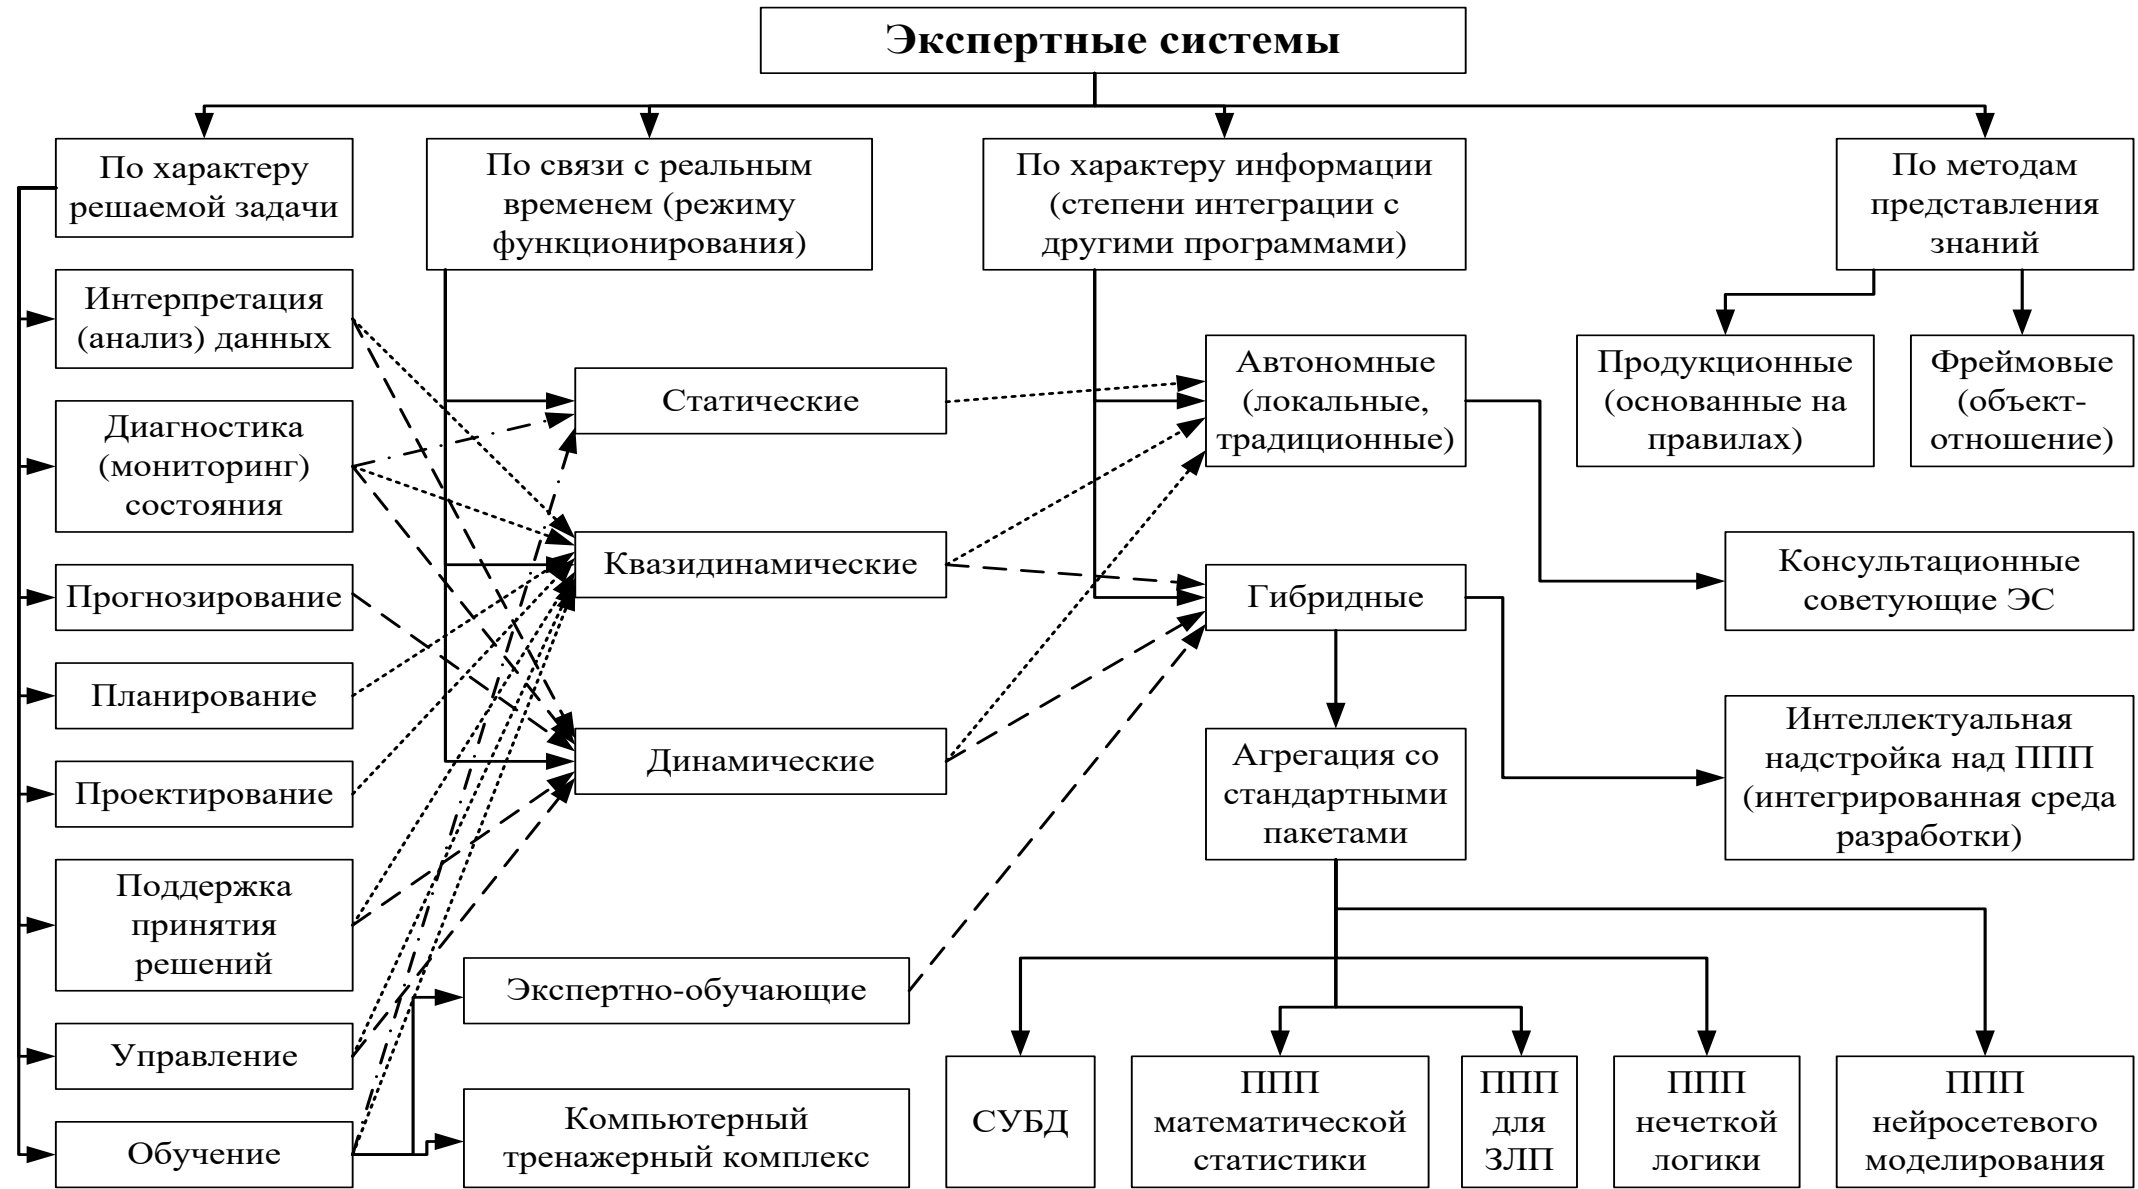 Экспертные системы
По характеру
решаемой задачи
По связи с реальным
временем (режиму
функционирования)
По характеру информации
(степени интеграции с
другими программами)
По методам
представления
знаний
Интерпретация
(анализ) данных
Диагностика
(мониторинг)
состояния
Прогнозирование
Планирование
Проектирование
Поддержка
принятия
решений
Управление
Обучение
Статические
Квазидинамические
Динамические
Экспертно-обучающие
Компьютерный
тренажерный комплекс
Автономные
(локальные,
традиционные)
Гибридные
Агрегация со
стандартными
пакетами
Продукционные
(основанные на
правилах)
Фреймовые
(объект-
отношение)
Консультационные
советующие ЭС
Интеллектуальная
надстройка над ППП
(интегрированная среда
разработки)
СУБД
ППП
математической
статистики
ППП
для
ЗЛП
ППП
нечеткой
логики
ППП
нейросетевого
моделирования